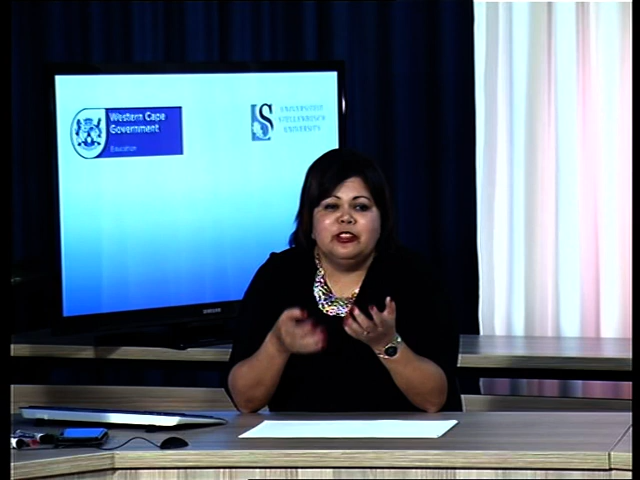 Western Cape
Government
Education
UNIVERSITEIT
STELLENBOSCH
UNIVERSITY
SAMSUNG